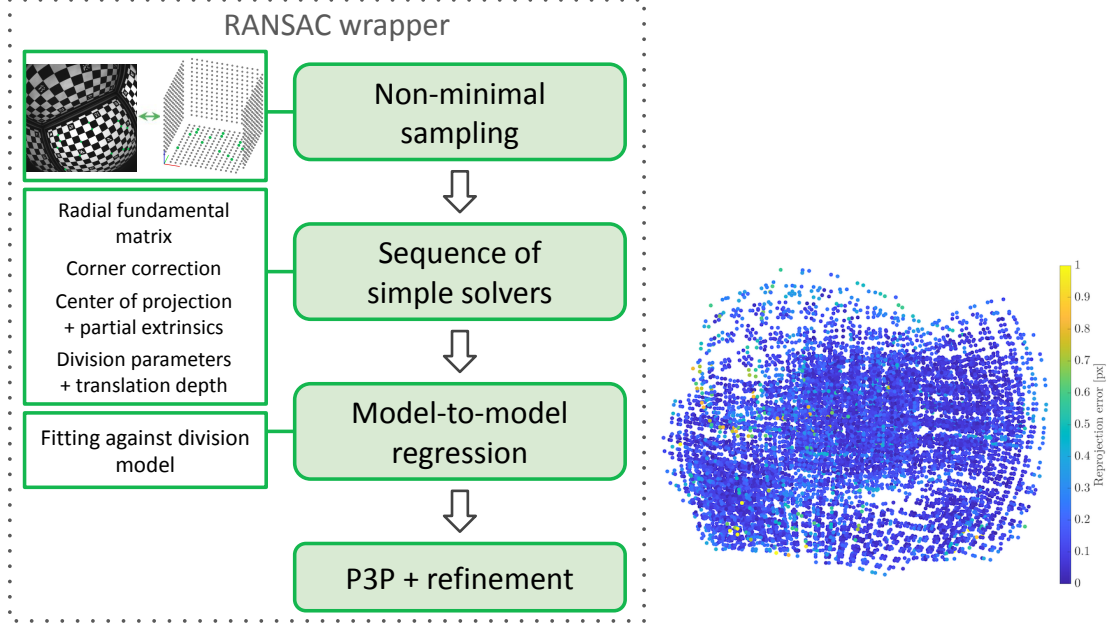 RANSAC wrapper
Non-minimal
sampling
Radial fundamental
matrix
Corner correction
Center of projection
+ partial extrinsics
Division parameters
+ translation depth
Sequence of
simple solvers
Fitting against division
model
Model-to-model
regression
P3P + refinement
1
0.9
0.8
0.7
0.6
0.5
0.4
0.3
0.2
0.1
0
Reprojection error [px]